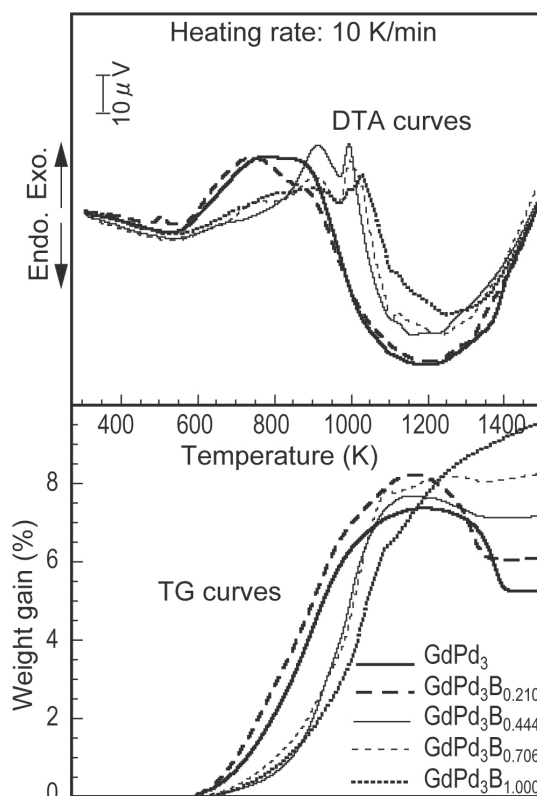 Heating rate: 10 K/min
10 μV
DTA curves
Endo. Exo.
400 600 800 1000 1200 1400
Temperature (K)
8
6
4
2
0
Weight gain (%)
TG curves
GdPd₃
GdPd₃B₀.₂₁₀
GdPd₃B₀.₄₄₄
GdPd₃B₀.₇₀₆
GdPd₃B₁.₀₀₀